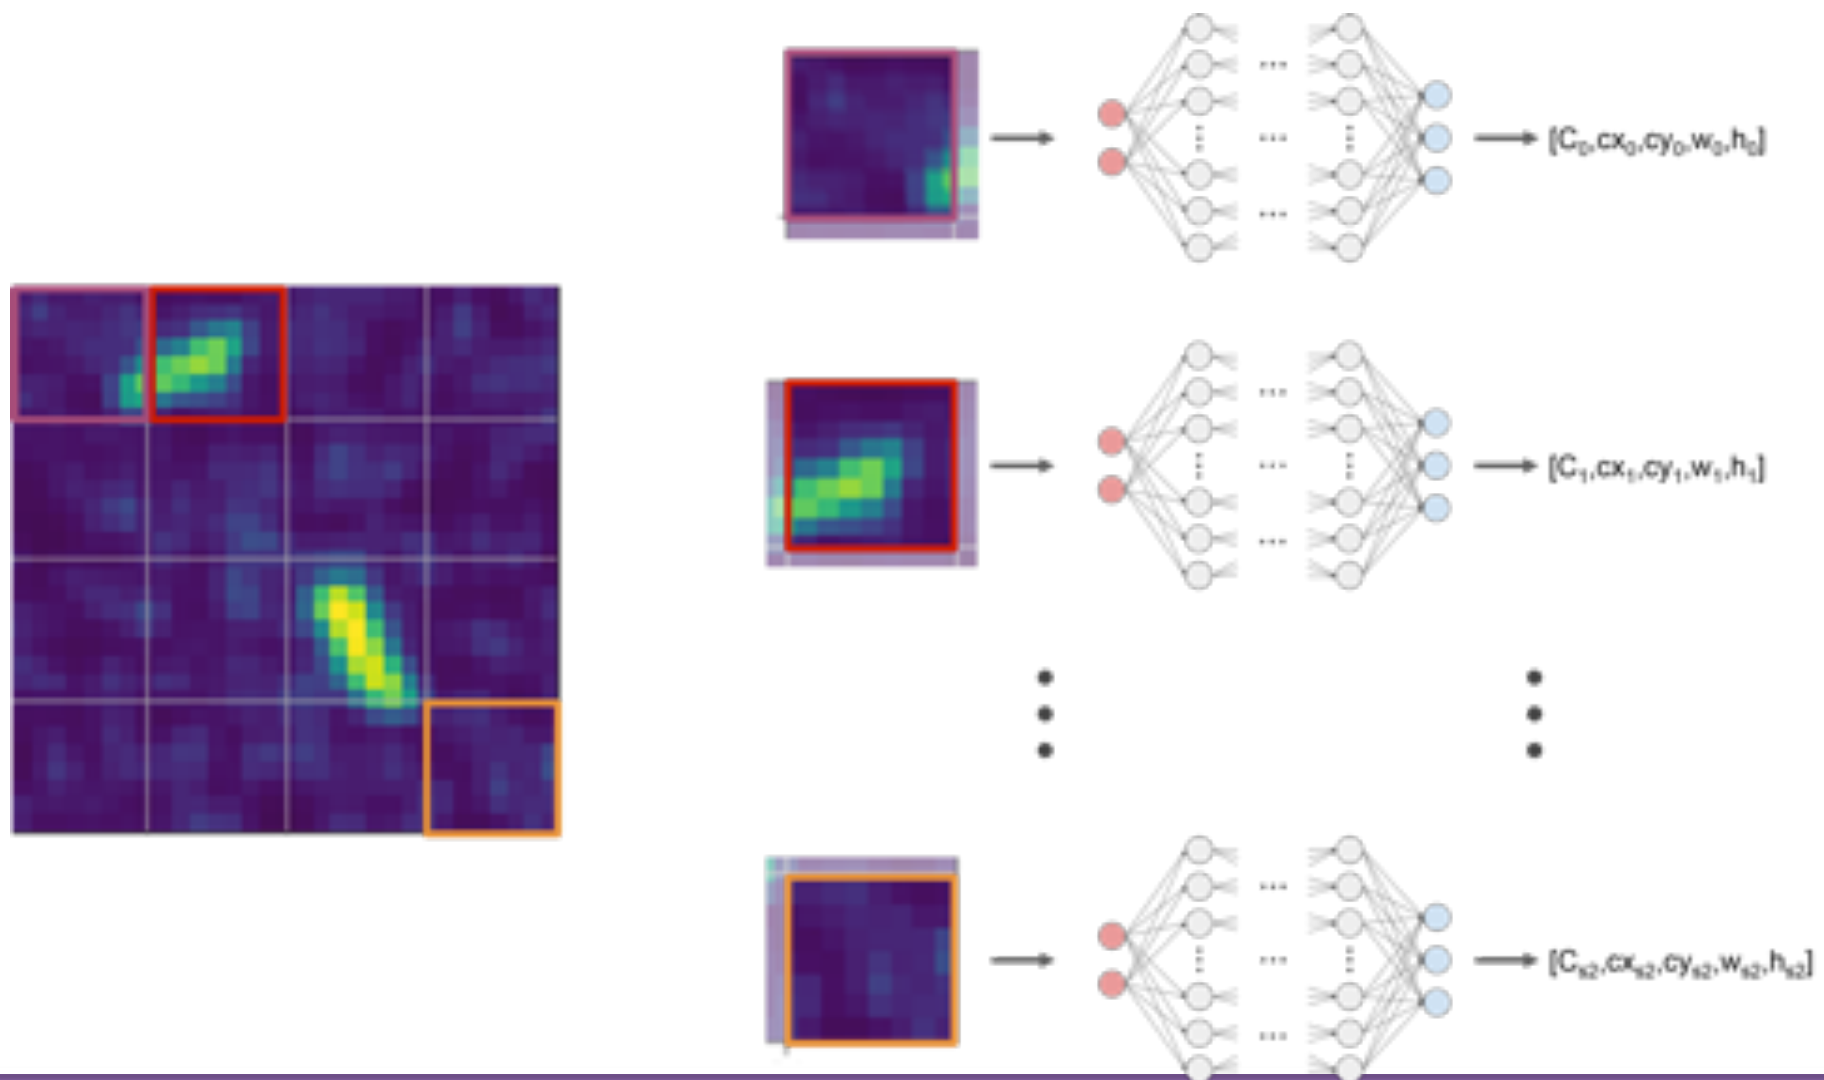 [C₀,cx₀,cy₀,w₀,h₀]
[C₁,cx₁,cy₁,w₁,h₁]
[Cₛ₂,cxₛ₂,cyₛ₂,wₛ₂,hₛ₂]